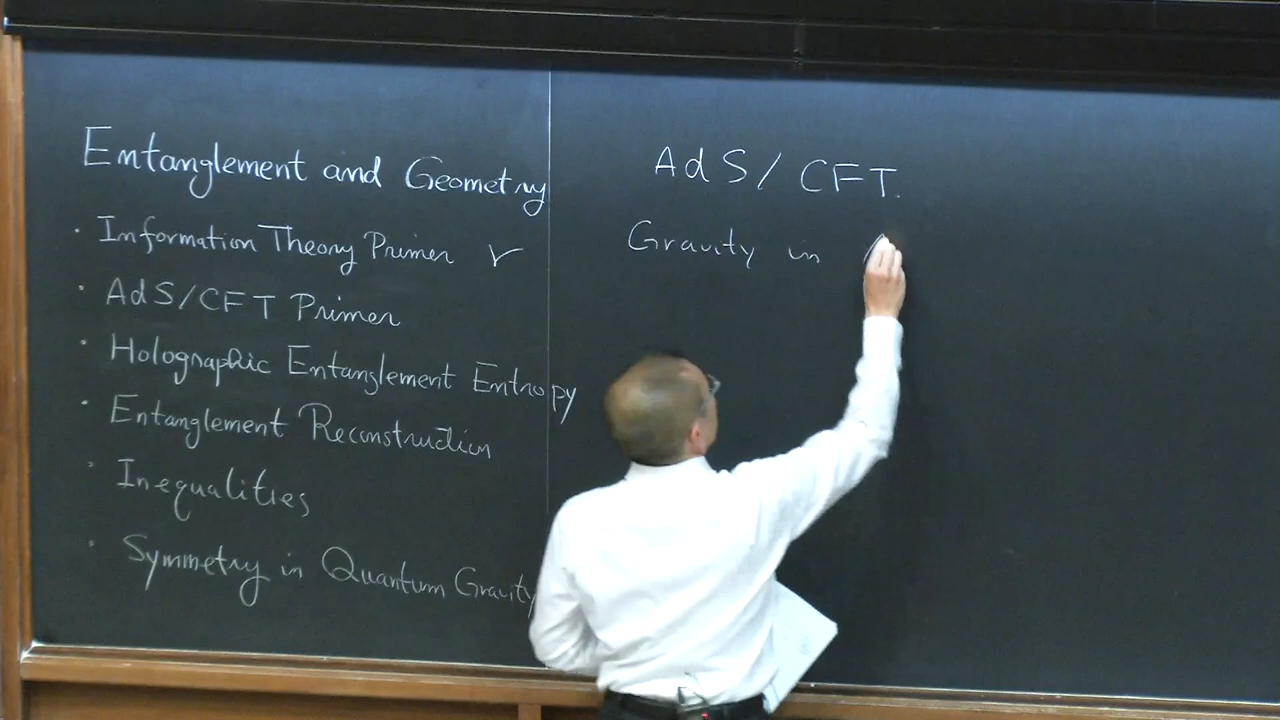 Entanglement and Geometry
· Information Theory Primer ✓
· AdS/CFT Primer
· Holographic Entanglement Entropy
· Entanglement Reconstruction
· Inequalities
· Symmetry in Quantum Gravity
AdS/CFT.
Gravity in